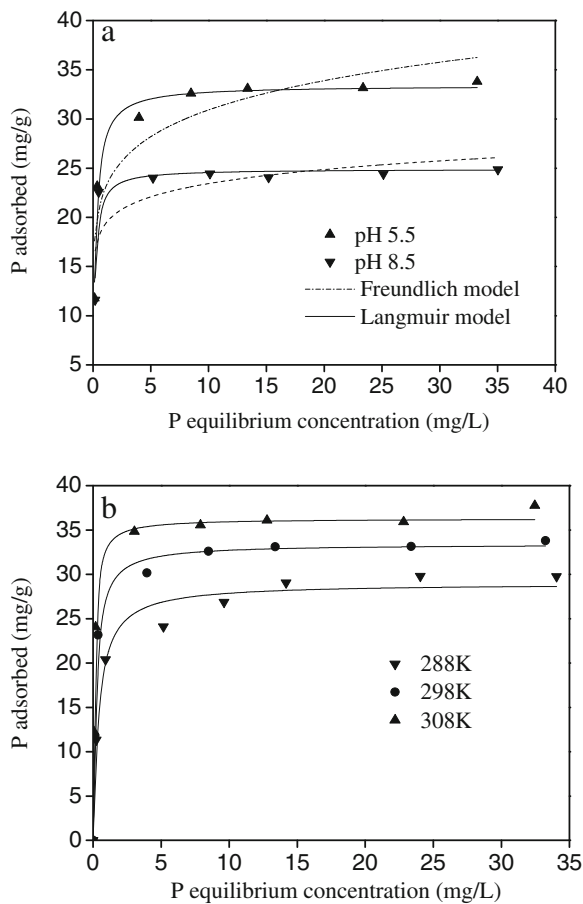 a
40
35
30
25
20
15
10
5
P adsorbed (mg/g)
pH 5.5
pH 8.5
Freundlich model
Langmuir model
0 5 10 15 20 25 30 35 40
P equilibrium concentration (mg/L)
b
40
35
30
25
20
15
10
5
0
P adsorbed (mg/g)
288K
298K
308K
0 5 10 15 20 25 30 35
P equilibrium concentration (mg/L)